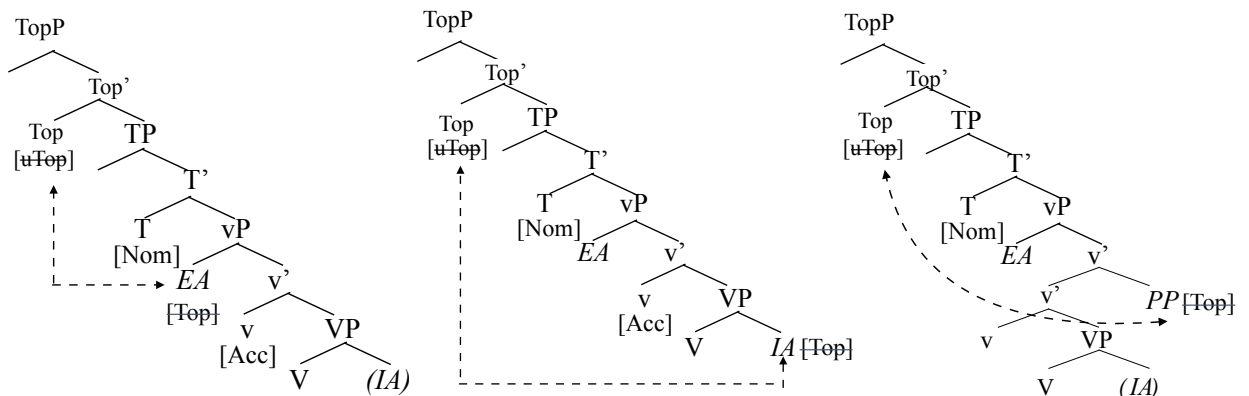 TopP
Top’
Top TP
[uTop]
T’
T vP
[Nom]
EA v’
[Top]
v VP
[Acc]
V (IA)
TopP
Top’
Top TP
[uTop]
T’
T vP
[Nom]
EA v’
v VP
[Acc]
V IA [Top]
TopP
Top’
Top TP
[uTop]
T’
T vP
[Nom]
EA v’
v’ PP [Top]
v VP
V (IA)